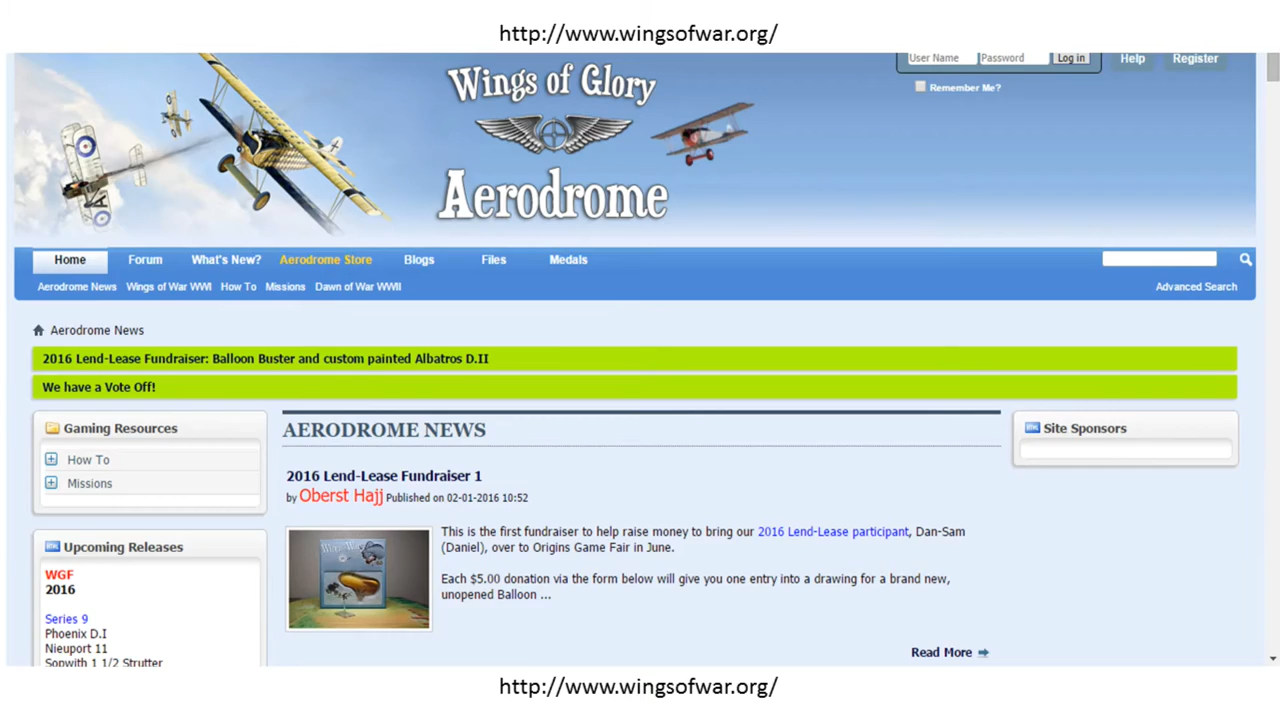 http://www.wingsofwar.org/
User Name Password Log in Help Register
Remember Me?
Wings of Glory
Aerodrome
Home Forum What's New? Aerodrome Store Blogs Files Medals
Aerodrome News Wings of War WWI How To Missions Dawn of War WWII Advanced Search
Aerodrome News
2016 Lend-Lease Fundraiser: Balloon Buster and custom painted Albatros D.II
We have a Vote Off!
Gaming Resources
How To
Missions
Upcoming Releases
WGF
2016
Series 9
Phoenix D.I
Nieuport 11
Sopwith 1 1/2 Strutter
AERODROME NEWS
2016 Lend-Lease Fundraiser 1
by Oberst Hajj Published on 02-01-2016 10:52
This is the first fundraiser to help raise money to bring our 2016 Lend-Lease participant, Dan-Sam
(Daniel), over to Origins Game Fair in June.
Each $5.00 donation via the form below will give you one entry into a drawing for a brand new,
unopened Balloon ...
Read More
Site Sponsors
http://www.wingsofwar.org/